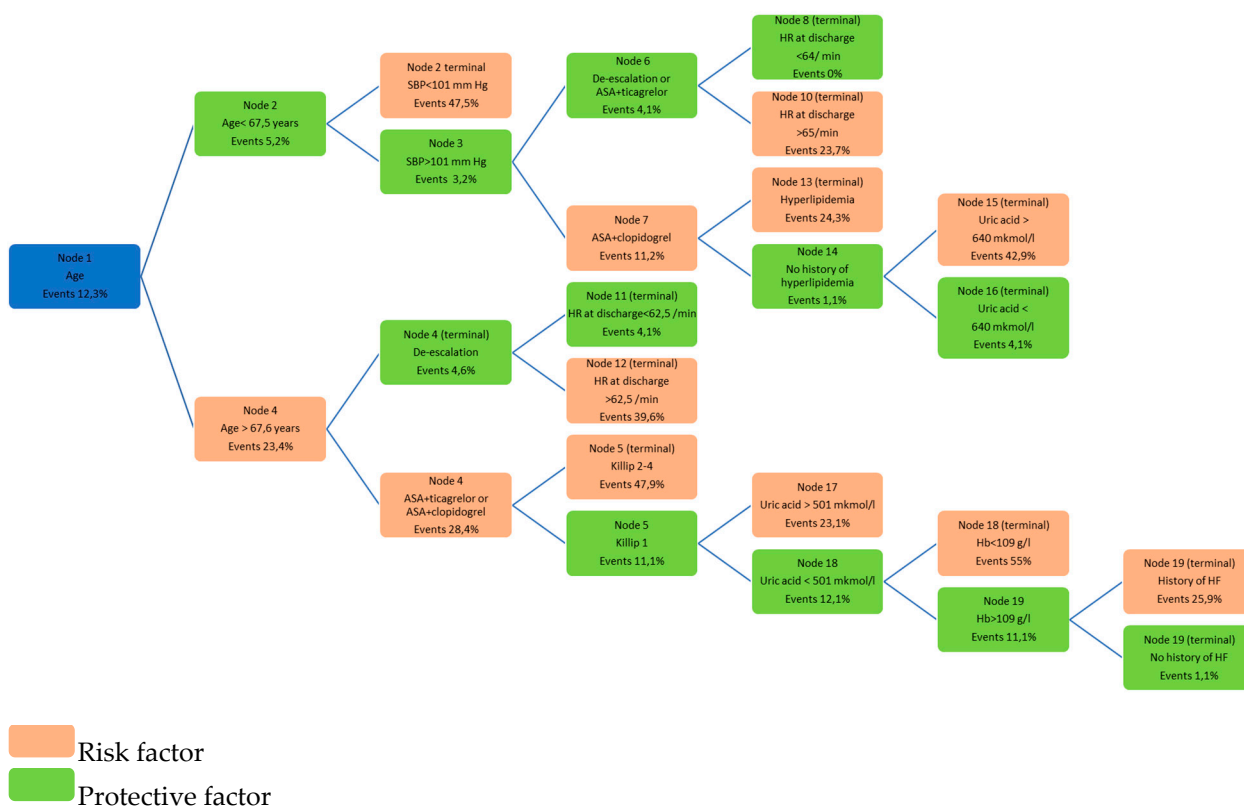 Node 8 (terminal)
HR at discharge
<64/ min
Events 0%
Node 6
De-escalation or
ASA+ticagrelor
Events 4,1%
Node 2 terminal
SBP<101 mm Hg
Events 47,5%
Node 10 (terminal)
HR at discharge
>65/min
Events 23,7%
Node 2
Age< 67,5 years
Events 5,2%
Node 3
SBP>101 mm Hg
Events  3,2%
Node 13 (terminal)
Hyperlipidemia
Events 24,3%
Node 7
ASA+clopidogrel
Events 11,2%
Node 15 (terminal)
Uric acid >
640 mkmol/l
Events 42,9%
Node 14
No history of
hyperlipidemia
Events 1,1%
Node 1
Age
Events 12,3%
Node 16 (terminal)
Uric acid <
640 mkmol/l
Events 4,1%
Node 11 (terminal)
HR at discharge<62,5 /min
Events 4,1%
Node 4 (terminal)
De-escalation
Events 4,6%
Node 12 (terminal)
HR at discharge
>62,5 /min
Events 39,6%
Node 4
Age > 67,6 years
Events 23,4%
Node 5 (terminal)
Killip 2-4
Events 47,9%
Node 4
ASA+ticagrelor or
ASA+clopidogrel
Events 28,4%
Node 17
Uric acid > 501 mkmol/l
Events 23,1%
Node 5
Killip 1
Events 11,1%
Node 18 (terminal)
Hb<109 g/l
Events 55%
Node 18
Uric acid < 501 mkmol/l
Events 12,1%
Node 19 (terminal)
History of HF
Events 25,9%
Node 19
Hb>109 g/l
Events 11,1%
Node 19 (terminal)
No history of HF
Events 1,1%
Risk factor
Protective factor